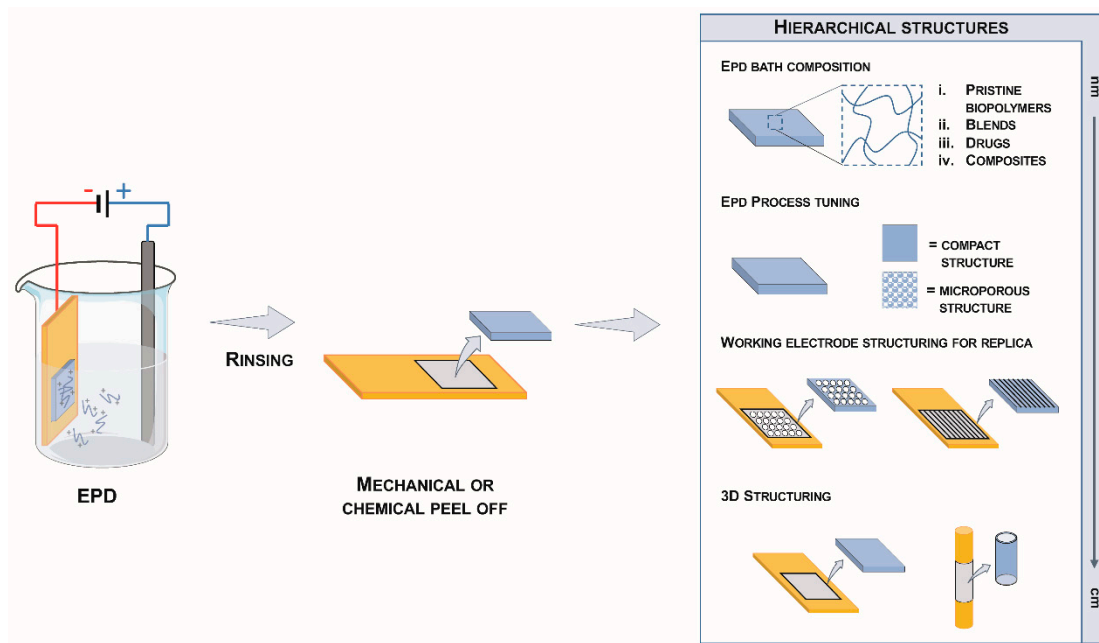 - +
EPD
RINSING
MECHANICAL OR
CHEMICAL PEEL OFF
HIERARCHICAL STRUCTURES
EPD BATH COMPOSITION
i. PRISTINE
BIOPOLYMERS
ii. BLENDS
iii. DRUGS
iv. COMPOSITES
EPD PROCESS TUNING
= COMPACT
STRUCTURE
= MICROPOROUS
STRUCTURE
WORKING ELECTRODE STRUCTURING FOR REPLICA
3D STRUCTURING
nm
cm